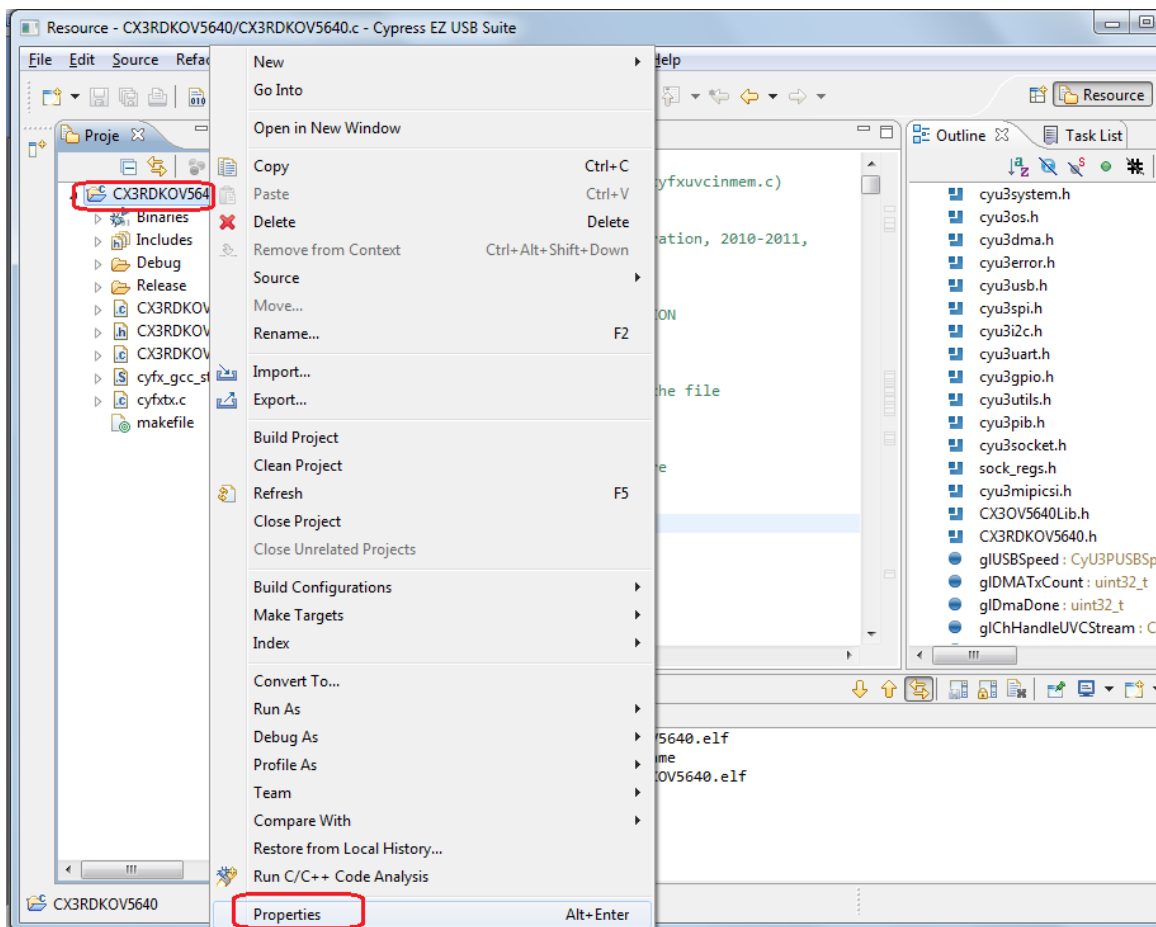 Resource - CX3RDKOV5640/CX3RDKOV5640.c - Cypress EZ USB Suite
File Edit Source Refac
Help
Resource
Proje
CX3RDKOV564
Binaries
Includes
Debug
Release
CX3RDKOV
CX3RDKOV
CX3RDKOV
cyfx_gcc_st
cyfxtx.c
makefile
New
Go Into
Open in New Window
Copy Ctrl+C
Paste Ctrl+V
Delete Delete
Remove from Context Ctrl+Alt+Shift+Down
Source
Move...
Rename... F2
Import...
Export...
Build Project
Clean Project
Refresh F5
Close Project
Close Unrelated Projects
Build Configurations
Make Targets
Index
Convert To...
Run As
Debug As
Profile As
Team
Compare With
Restore from Local History...
Run C/C++ Code Analysis
Properties Alt+Enter
yfxuvcinmem.c)
ation, 2010-2011,
ON
he file
e
Outline Task List
cyu3system.h
cyu3os.h
cyu3dma.h
cyu3error.h
cyu3usb.h
cyu3spi.h
cyu3i2c.h
cyu3uart.h
cyu3gpio.h
cyu3utils.h
cyu3pib.h
cyu3socket.h
sock_regs.h
cyu3mipicsi.h
CX3OV5640Lib.h
CX3RDKOV5640.h
glUSBSpeed : CyU3PUSBSp
glDMATxCount : uint32_t
glDmaDone : uint32_t
glChHandleUVCStream : C
5640.elf
me
OV5640.elf
CX3RDKOV5640